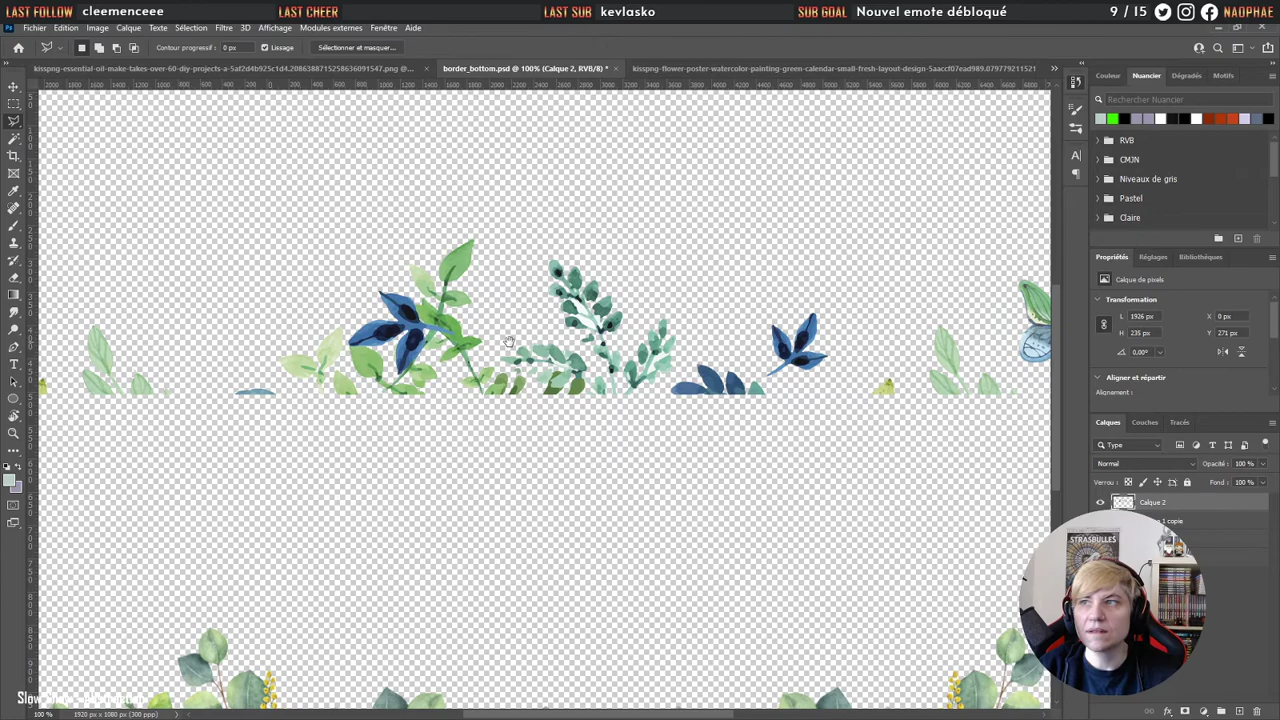 LAST FOLLOW cleemenceee LAST CHEER LAST SUB kevlasko SUB GOAL Nouvel emote débloqué 9 / 15 NAOPHAE
Fichier Edition Image Calque Texte Sélection Filtre 3D Affichage Modules externes Fenêtre Aide
Contour progressif : 0 px Lissage Sélectionner et masquer...
border_bottom.psd @ 100% (Calque 2, RVB/8) *
Couleur Nuancier Dégradés Motifs
Rechercher Nuancier
RVB
CMJN
Niveaux de gris
Pastel
Claire
Propriétés Réglages Bibliothèques
Calque de pixels
Transformation
L 1926 px X 0 px
H 235 px Y 271 px
0,00°
Aligner et répartir
Alignement :
Calques Couches Tracés
Type
Normal Opacité : 100 %
Verrou : Fond : 100 %
Calque 2
1 copie
STRASBULLES
100 % 1920 px x 1080 px (300 ppp)